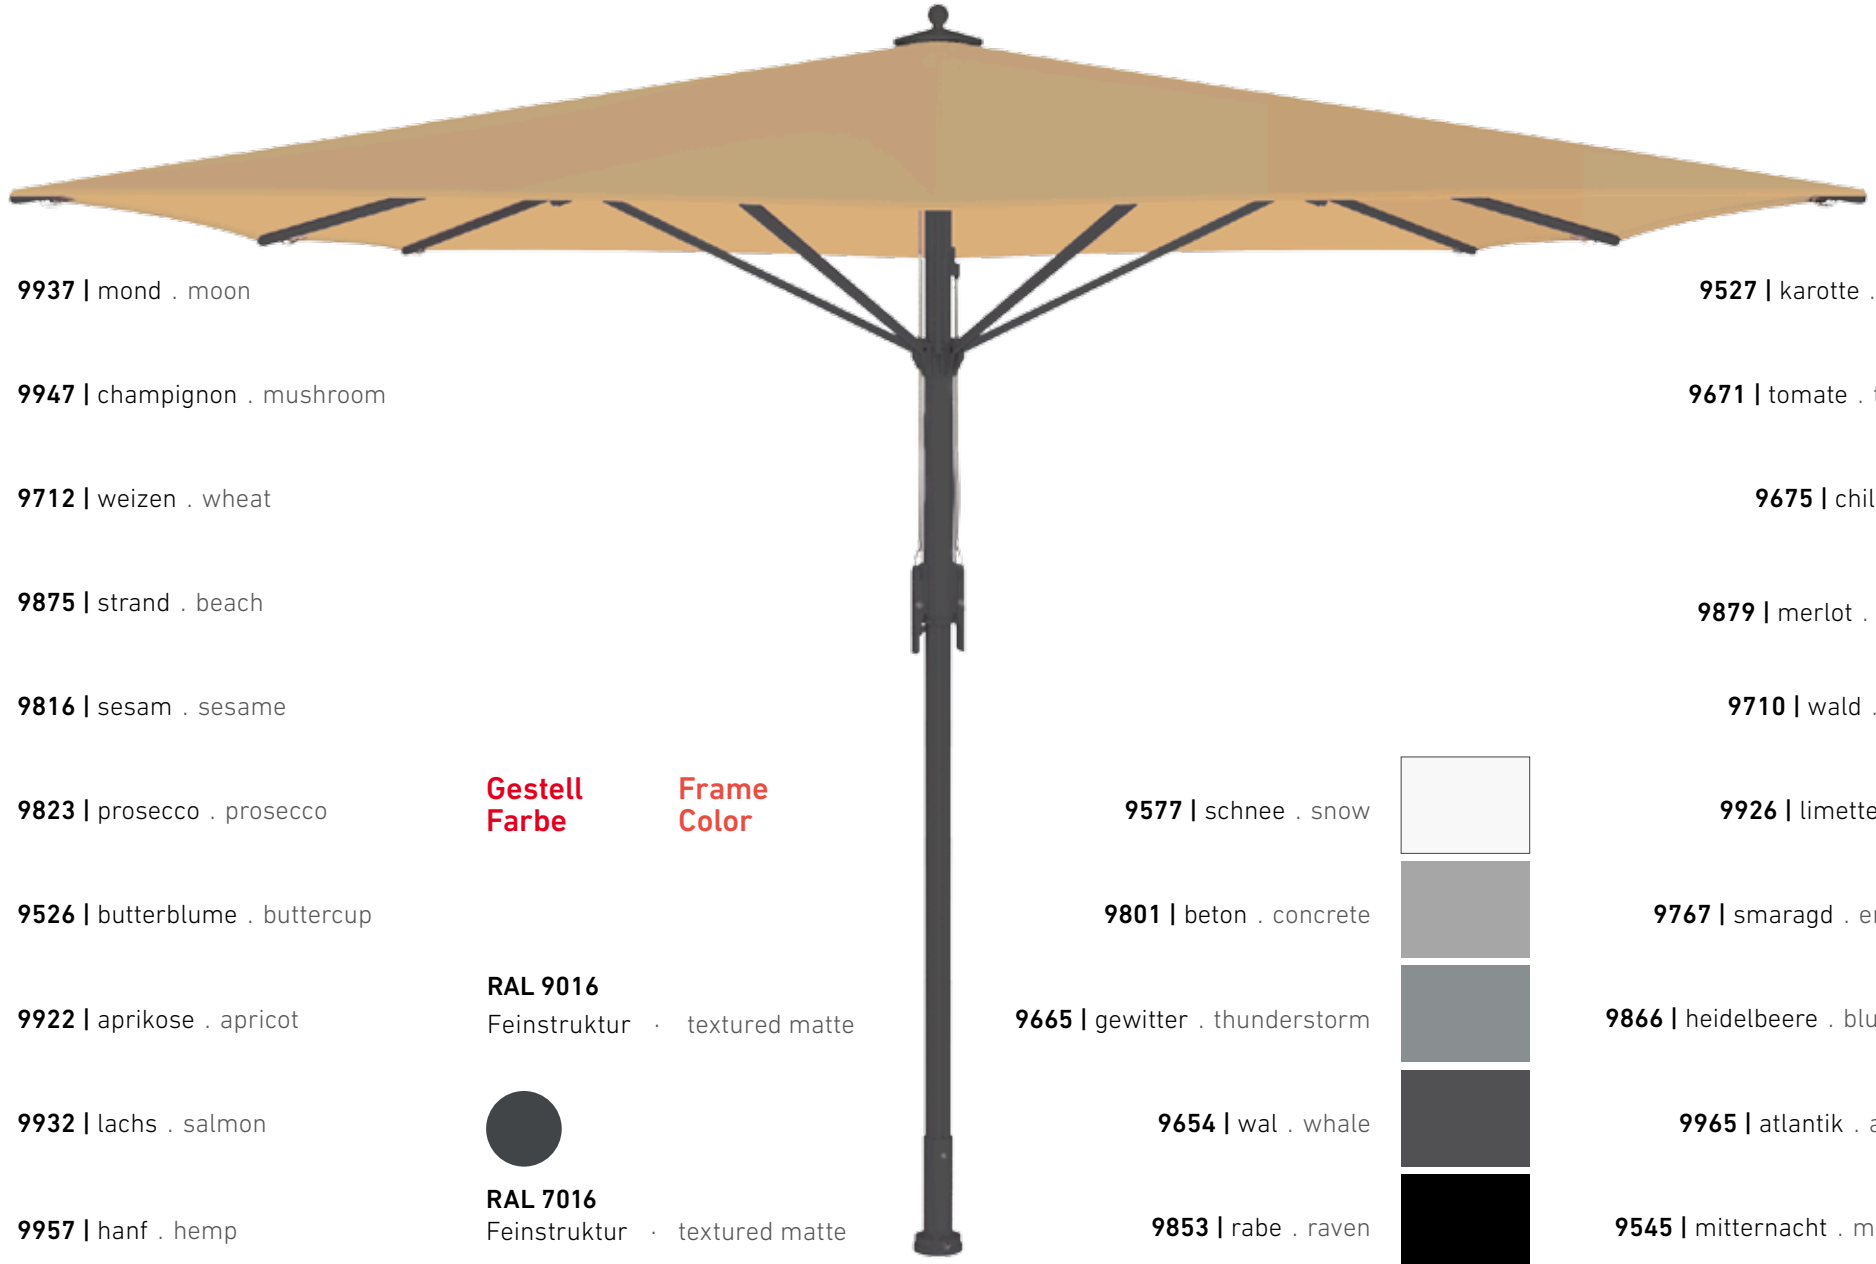 9937 | mond . moon
9947 | champignon . mushroom
9712 | weizen . wheat
9875 | strand . beach
9816 | sesam . sesame
9823 | prosecco . prosecco
9526 | butterblume . buttercup
9922 | aprikose . apricot
9932 | lachs . salmon
9957 | hanf . hemp
Gestell
Farbe
Frame
Color
RAL 9016
Feinstruktur · textured matte
RAL 7016
Feinstruktur · textured matte
9577 | schnee . snow
9801 | beton . concrete
9665 | gewitter . thunderstorm
9654 | wal . whale
9853 | rabe . raven
9527 | karotte .
9671 | tomate .
9675 |
9879 | merlot .
9710 | wald .
9926 | limette
9767 | smaragd .
9866 | heidelbeere .
9965 | atlantik .
9545 | mitternacht .